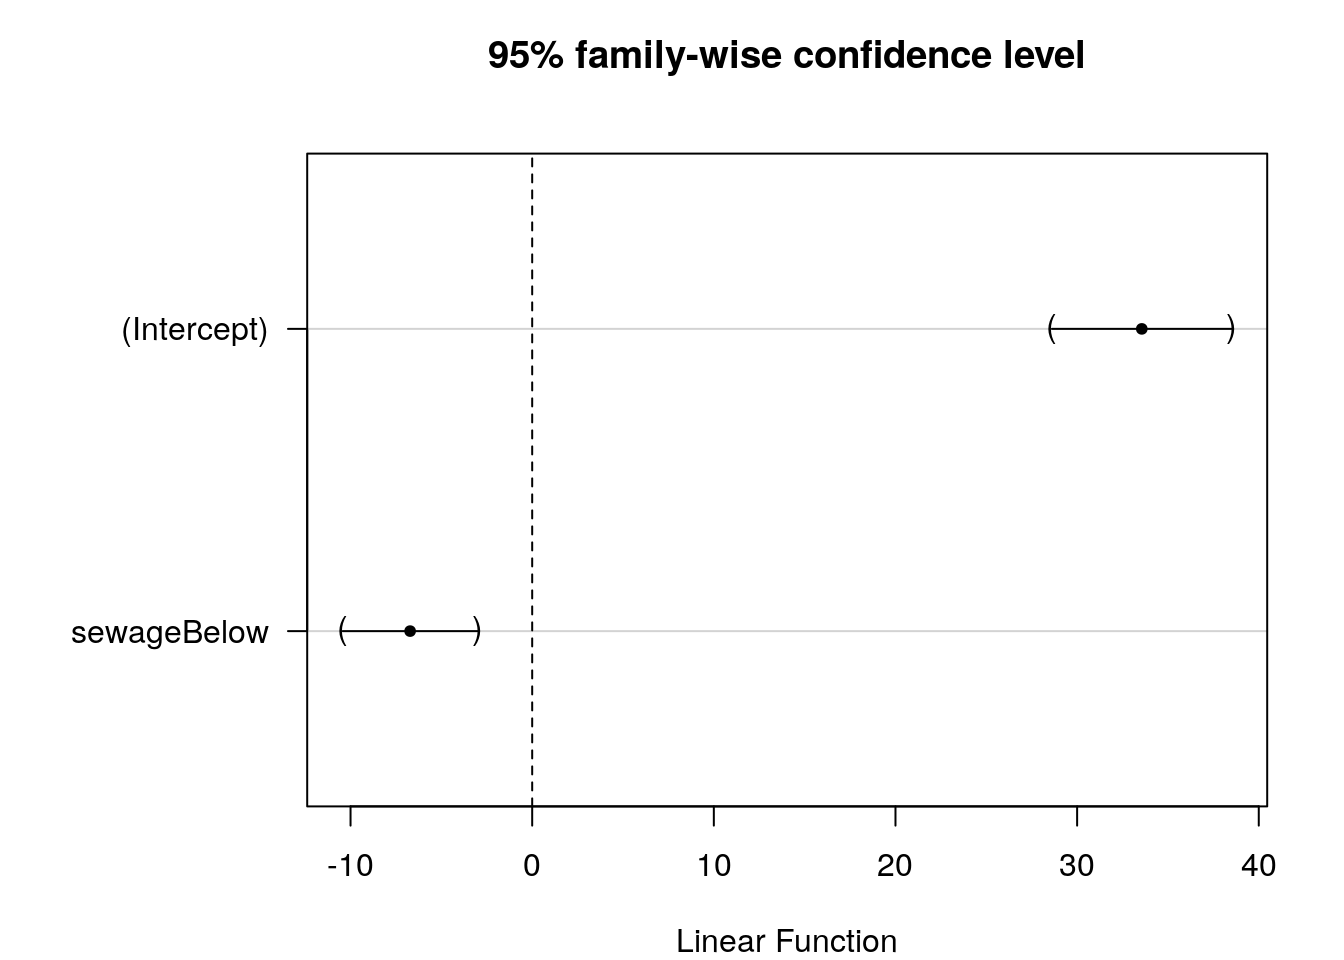 95% family-wise confidence level
(Intercept)
sewageBelow
-10 0 10 20 30 40
Linear Function